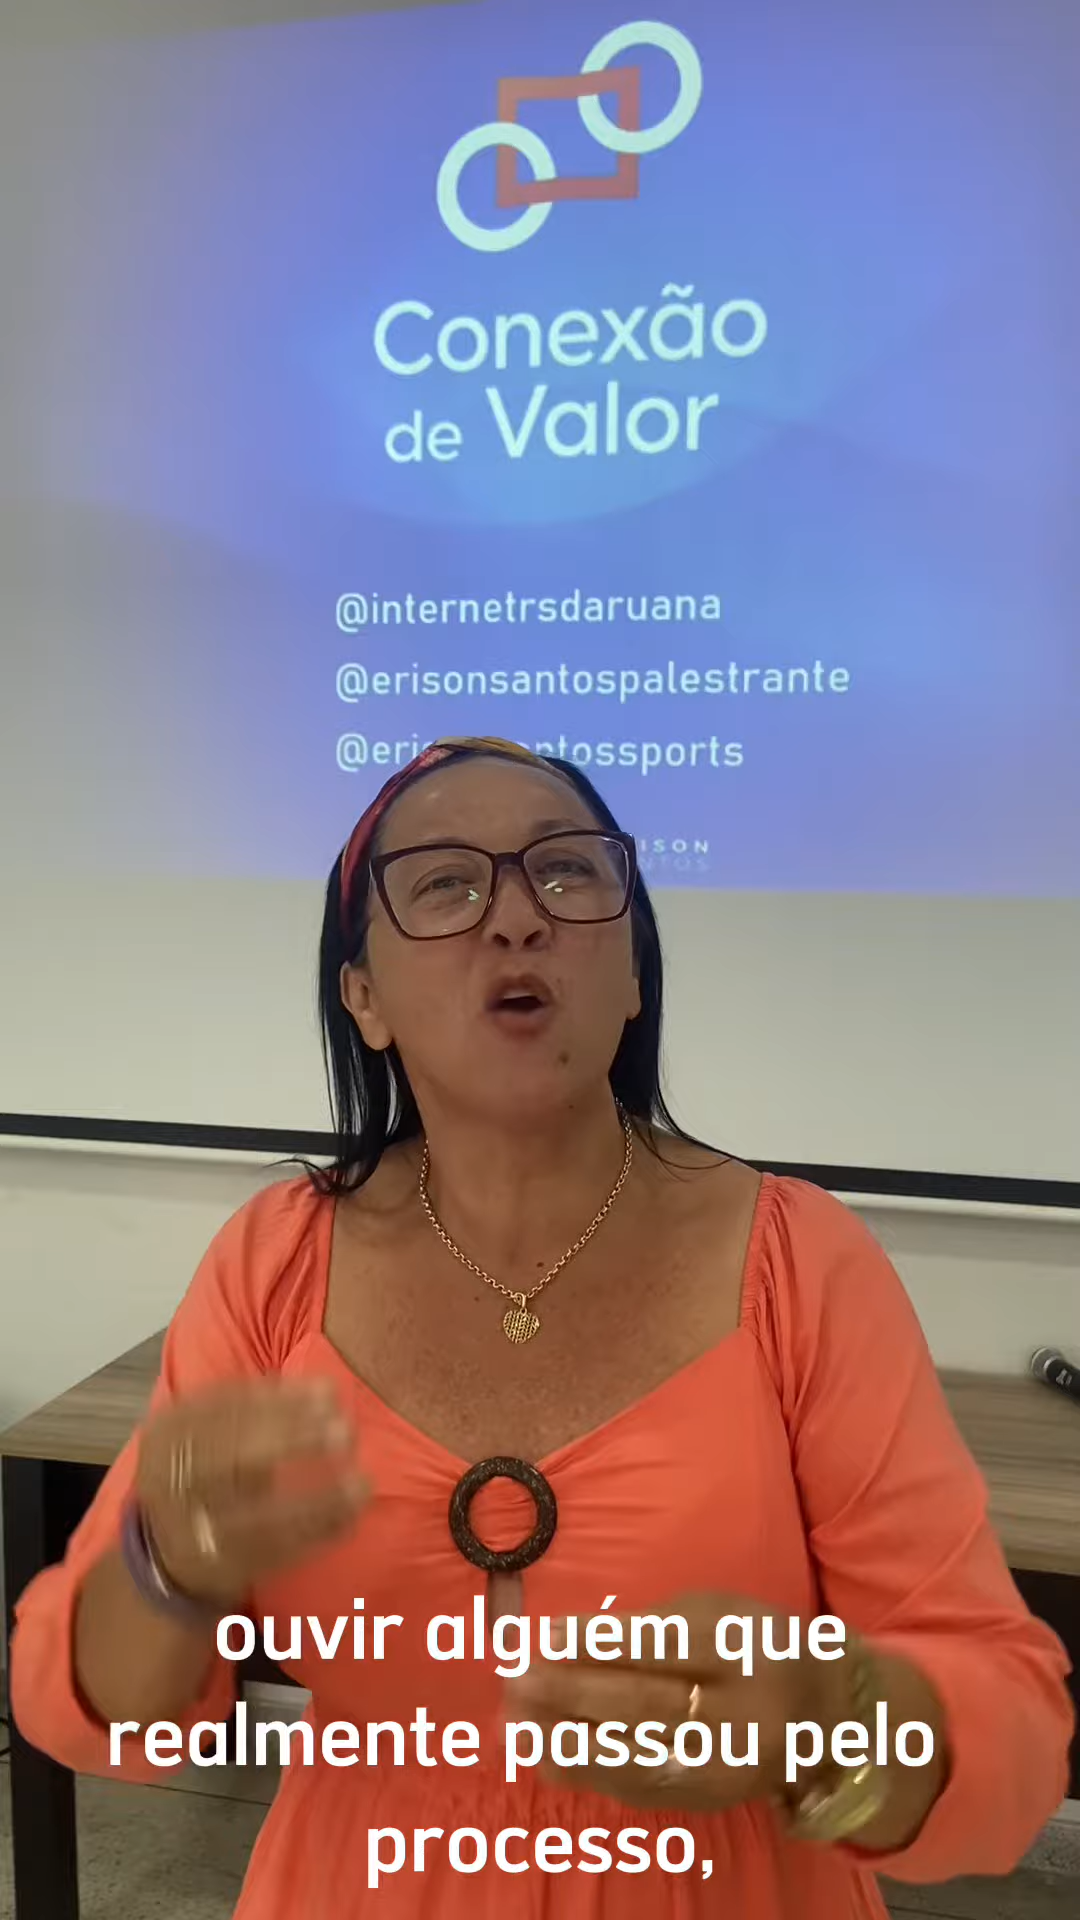 Conexão
de Valor
@internetrsdaruana
@erisonsantospalestrante
ouvir alguém que
realmente passou pelo
processo,